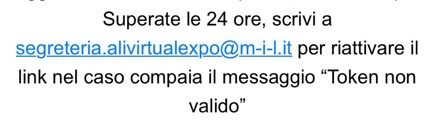 Superate le 24 ore, scrivi a
segreteria.alivirtualexpo@m-i-l.it per riattivare il
link nel caso compaia il messaggio “Token non
valido”